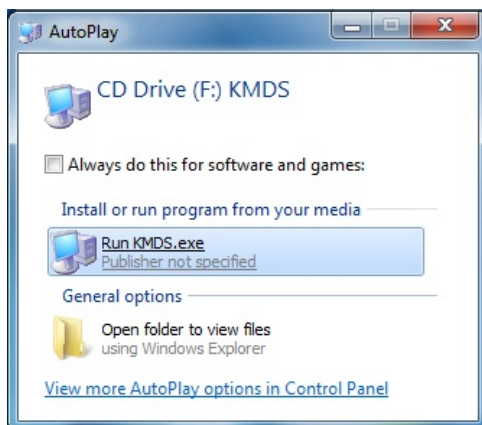 AutoPlay
CD Drive (F:) KMDS
Always do this for software and games:
Install or run program from your media
Run KMDS.exe
Publisher not specified
General options
Open folder to view files
using Windows Explorer
View more AutoPlay options in Control Panel